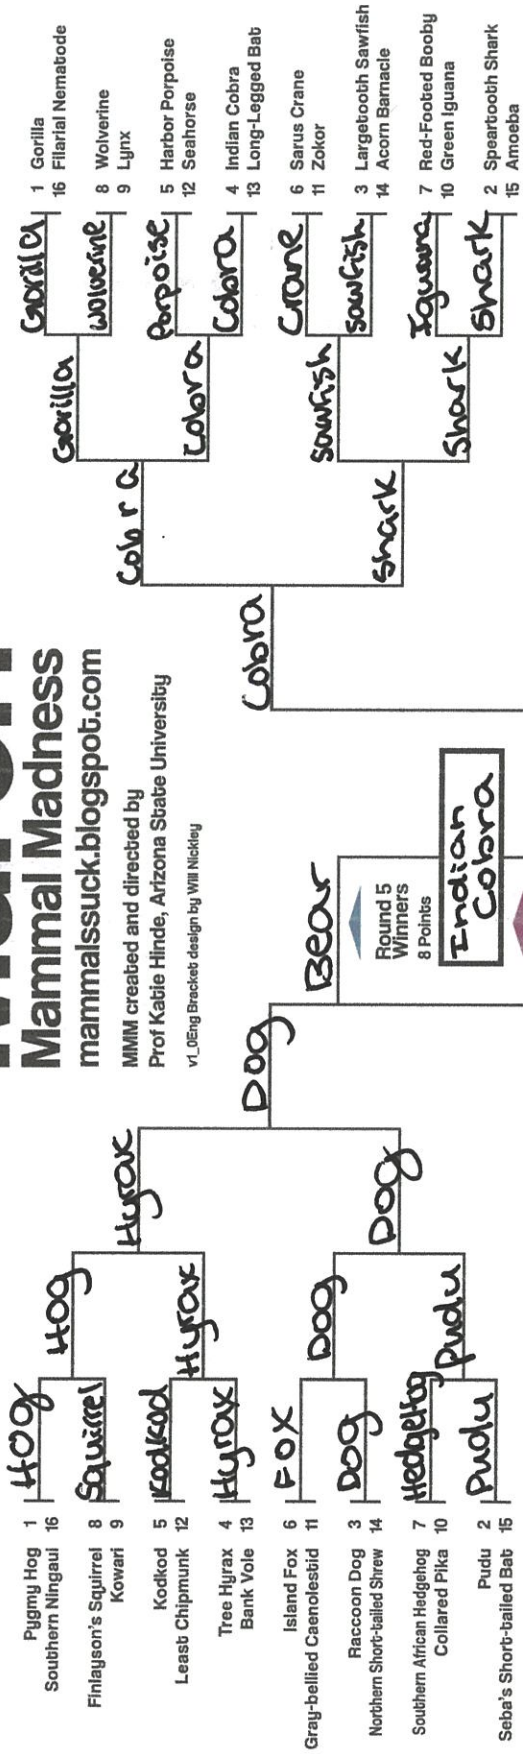 Mammal Madness
mammalssuck.blogspot.com
MMM created and directed by
Prof Katie Hinde, Arizona State University
v1_0Eng Bracket design by Will Nickley
Pygmy Hog 1
Southern Ningaui 16
Finlayson's Squirrel 8
Kowari 9
Kodkod 5
Least Chipmunk 12
Tree Hyrax 4
Bank Vole 13
Island Fox 6
Gray-bellied Caenolestid 11
Raccoon Dog 3
Northern Short-tailed Shrew 14
Southern African Hedgehog 7
Collared Pika 10
Pudu 2
Seba's Short-tailed Bat 15
HOg
Squirrel
Kodkod
Hyrax
FOX
DOg
Hedgehog
Pudu
HOg
Hyrax
DOg
Pudu
Hyrax
DOg
DOg
Bear
Round 5
Winners
8 Points
Indian
Cobra
Cobra
Cobra
Shark
Gorilla
Cobra
Sawfish
Shark
Gorilla
Wolverine
Porpoise
Cobra
Crane
Sawfish
Iguana
Shark
1 Gorilla
16 Filarial Nematode
8 Wolverine
9 Lynx
5 Harbor Porpoise
12 Seahorse
4 Indian Cobra
13 Long-Legged Bat
6 Sarus Crane
11 Zokor
3 Largetooth Sawfish
14 Acorn Barnacle
7 Red-Footed Booby
10 Green Iguana
2 Speartooth Shark
15 Amoeba